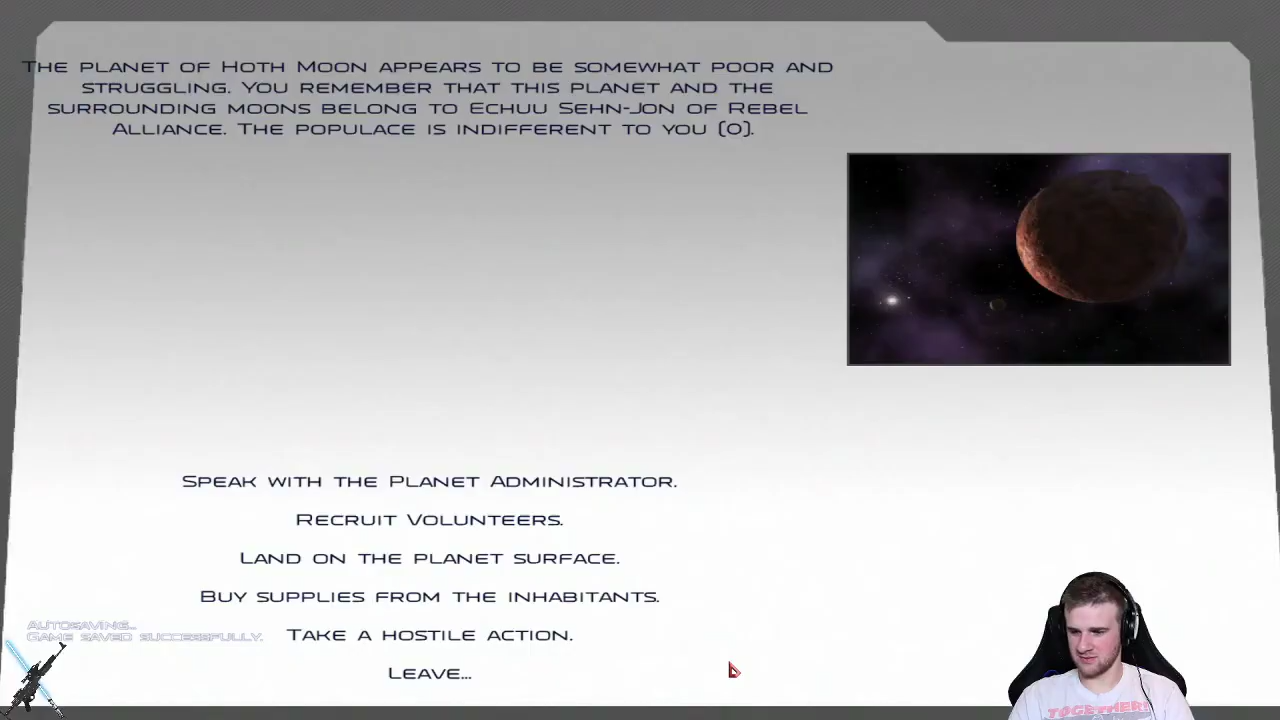 The planet of Hoth Moon appears to be somewhat poor and
struggling. You remember that this planet and the
surrounding moons belong to Echuu Sehn-Jon of Rebel
Alliance. The populace is indifferent to you (0).
Speak with the Planet Administrator.
Recruit Volunteers.
Land on the planet surface.
Buy supplies from the inhabitants.
Autosaving...
Game saved successfully.
Take a hostile action.
Leave...
TOGETHER!